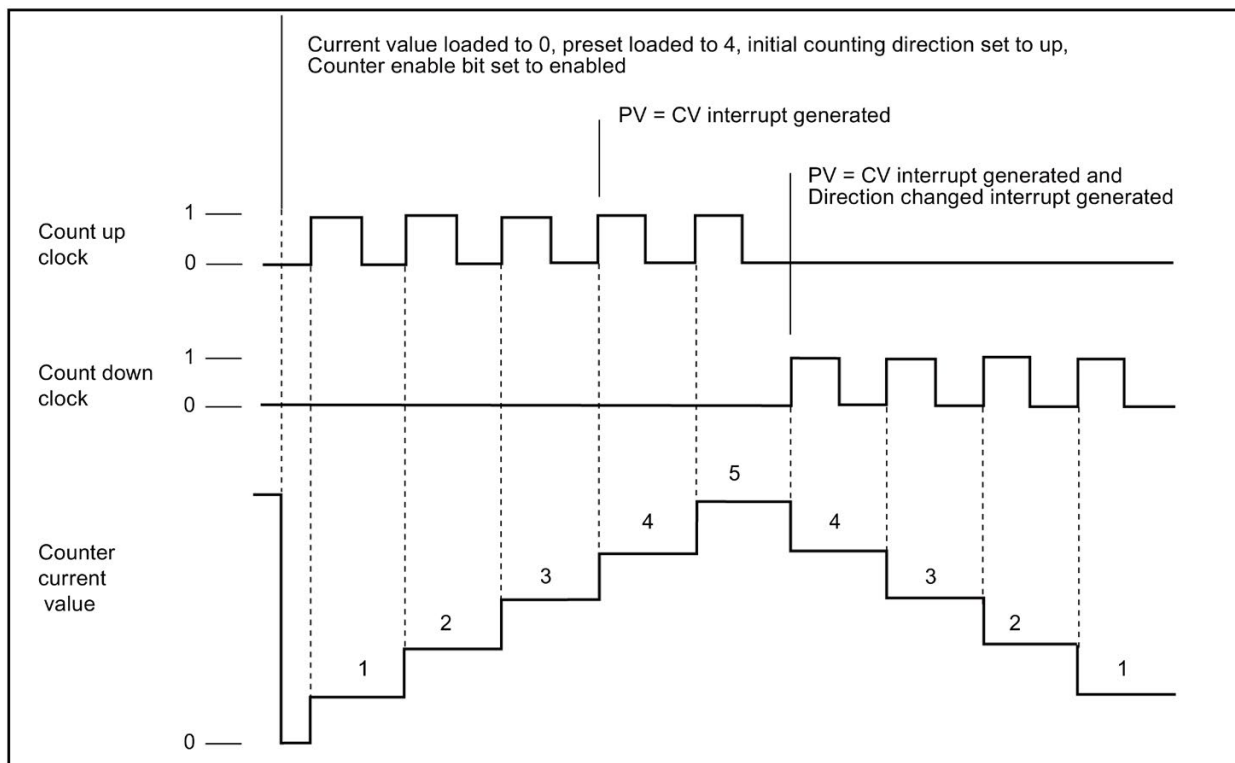 Current value loaded to 0, preset loaded to 4, initial counting direction set to up,
Counter enable bit set to enabled
PV = CV interrupt generated
PV = CV interrupt generated and
Direction changed interrupt generated
Count up
clock
1
0
Count down
clock
1
0
Counter
current
value
0
1
2
3
4
5
4
3
2
1